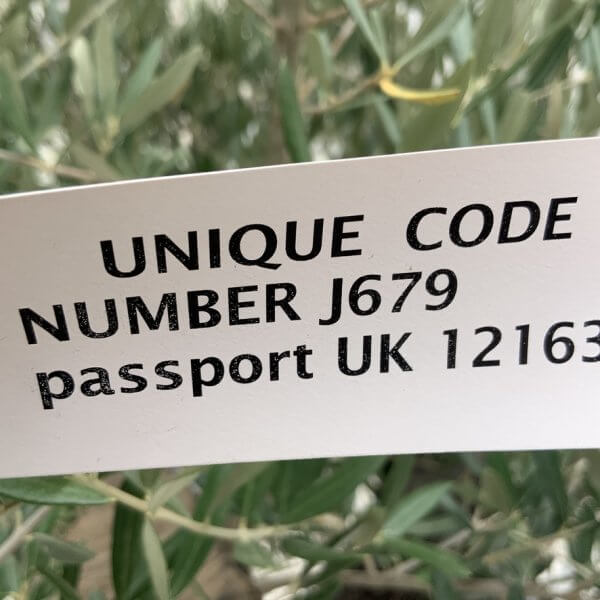 UNIQUE CODE
NUMBER J679
passport UK 12163